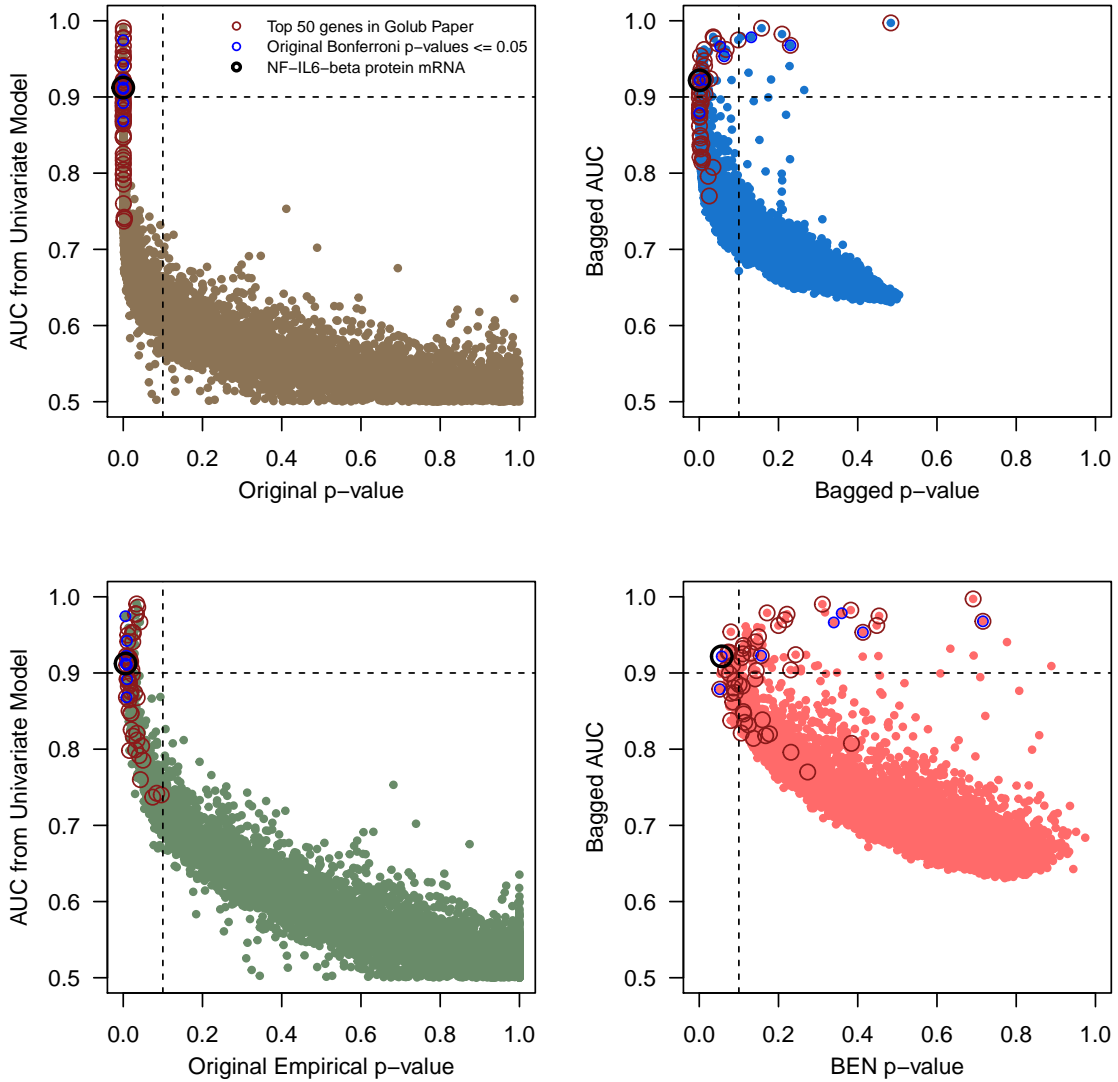 Top 50 genes in Golub Paper
Original Bonferroni p−values <= 0.05
NF−IL6−beta protein mRNA
AUC from Univariate Model
1.0
0.9
0.8
0.7
0.6
0.5
0.0 0.2 0.4 0.6 0.8 1.0
Original p−value
Bagged AUC
1.0
0.9
0.8
0.7
0.6
0.5
0.0 0.2 0.4 0.6 0.8 1.0
Bagged p−value
AUC from Univariate Model
1.0
0.9
0.8
0.7
0.6
0.5
0.0 0.2 0.4 0.6 0.8 1.0
Original Empirical p−value
Bagged AUC
1.0
0.9
0.8
0.7
0.6
0.5
0.0 0.2 0.4 0.6 0.8 1.0
BEN p−value